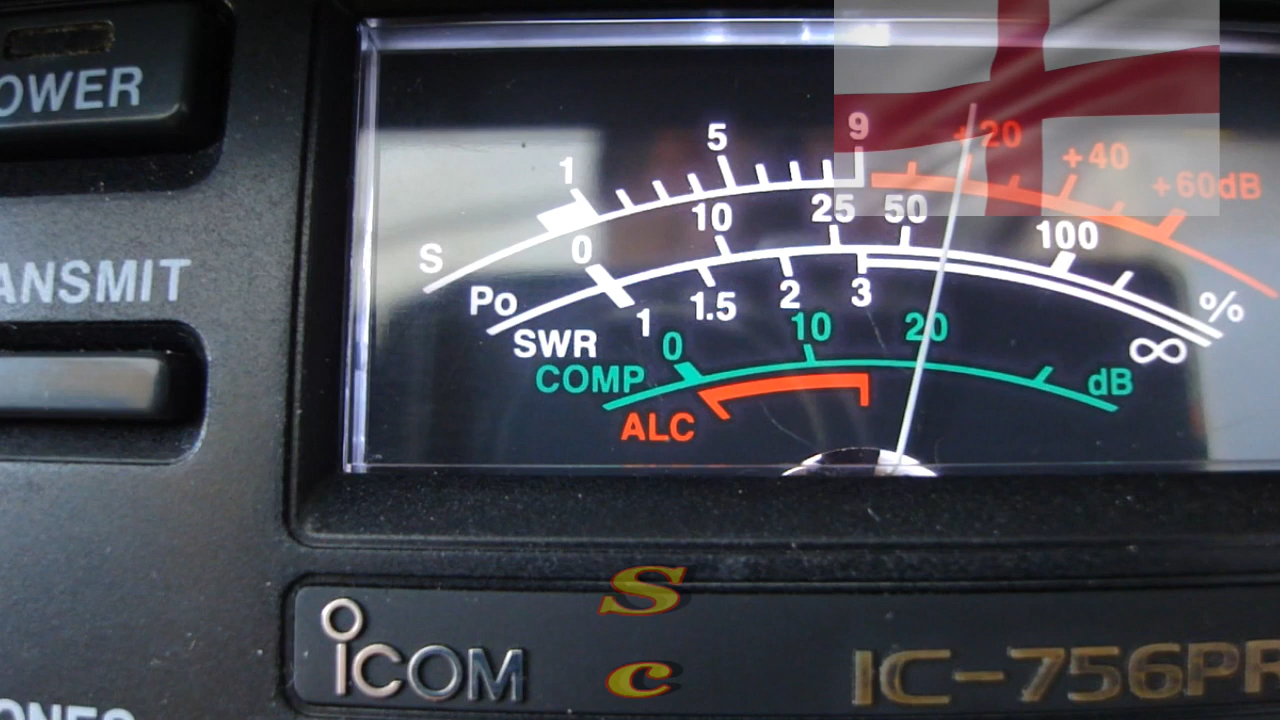 OWER
ANSMIT
S 1 5 9 +20 +40 +60dB
Po 0 10 25 50 100 %
SWR 1 1.5 2 3 ∞
COMP 0 10 20 dB
ALC
S
c
ICOM IC-756PR
ONES